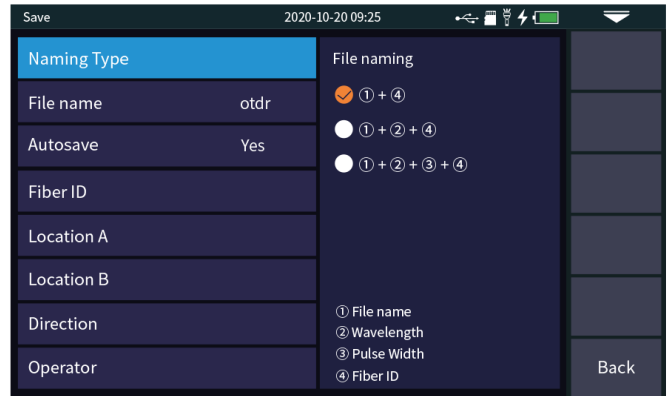 Save 2020-10-20 09:25
Naming Type
File name otdr
Autosave Yes
Fiber ID
Location A
Location B
Direction
Operator
File naming
① + ④
① + ② + ④
① + ② + ③ + ④
① File name
② Wavelength
③ Pulse Width
④ Fiber ID
Back